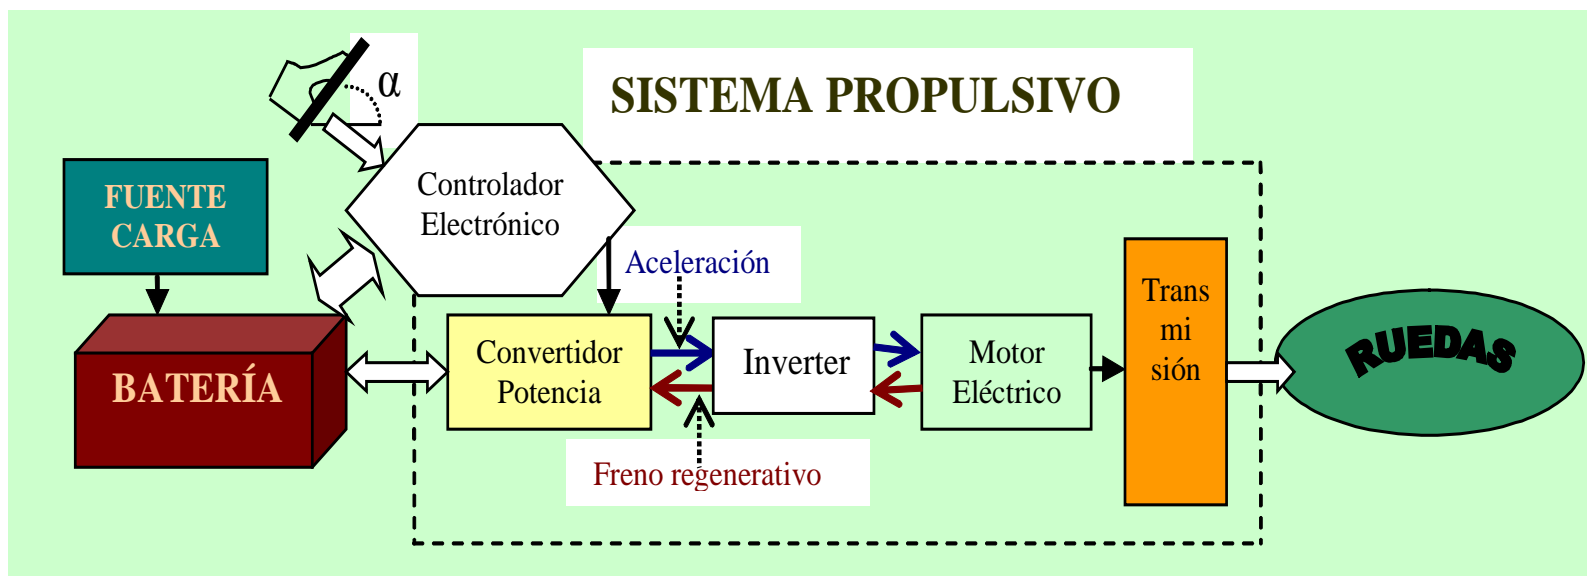 α
SISTEMA PROPULSIVO
FUENTE
CARGA
Controlador
Electrónico
Aceleración
BATERÍA
Convertidor
Potencia
Inverter
Motor
Eléctrico
Trans
mi
sión
RUEDAS
Freno regenerativo